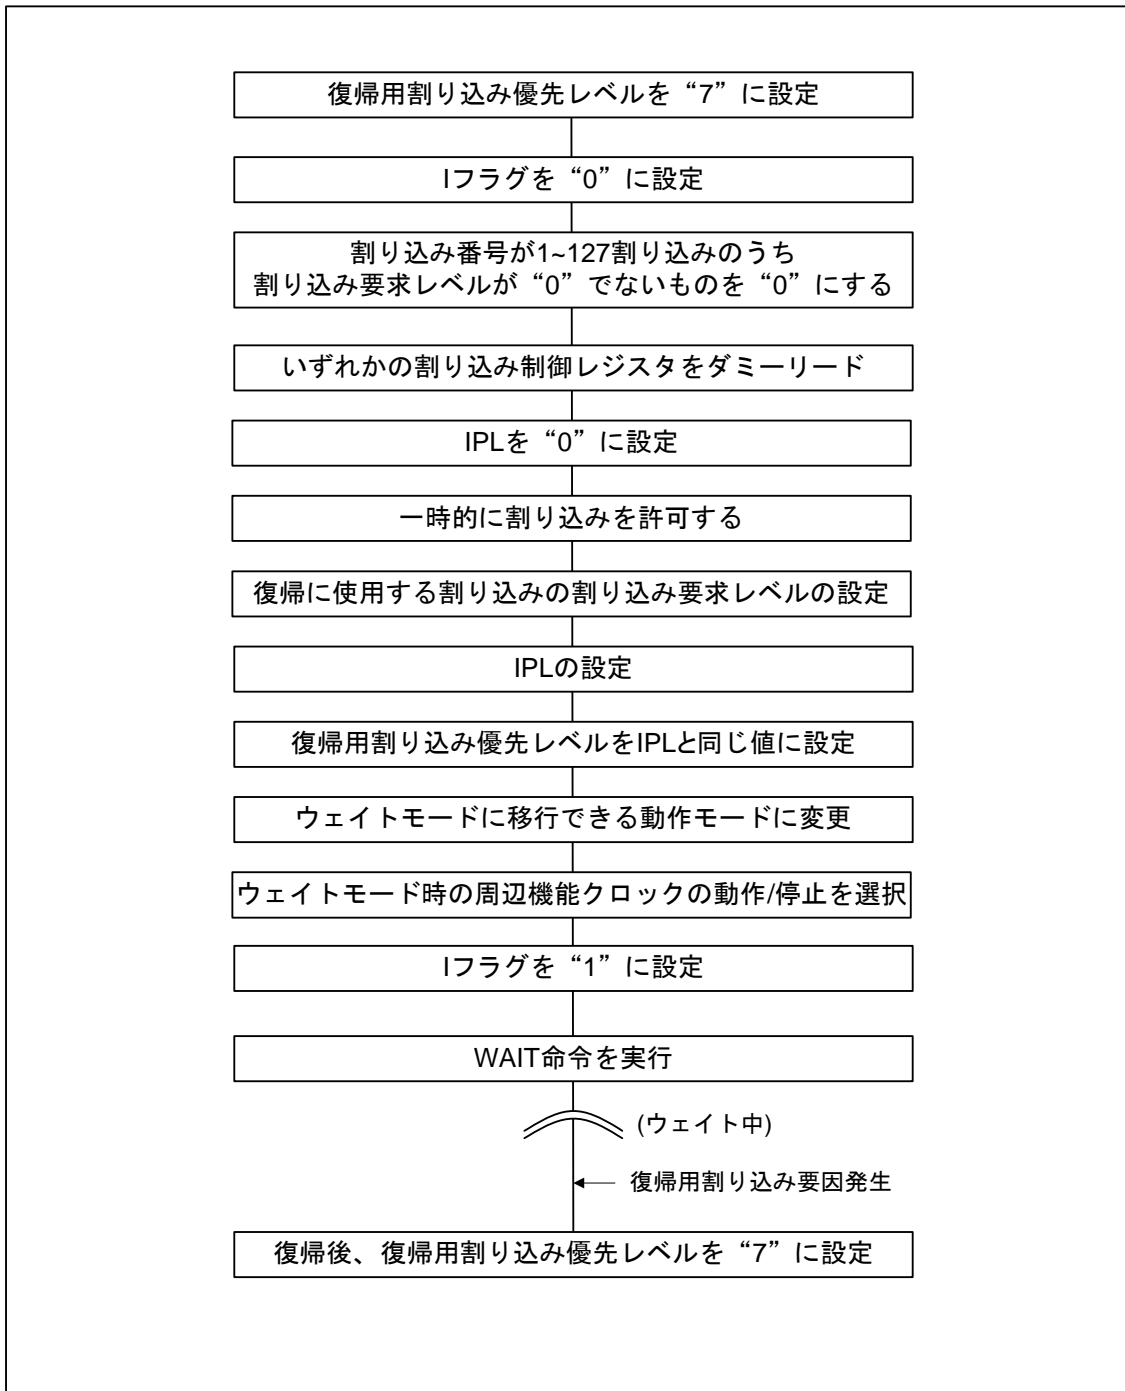 復帰用割り込み優先レベルを“7”に設定
Iフラグを“0”に設定
割り込み番号が1~127割り込みのうち
割り込み要求レベルが“0”でないものを“0”にする
いずれかの割り込み制御レジスタをダミーリード
IPLを“0”に設定
一時的に割り込みを許可する
復帰に使用する割り込みの割り込み要求レベルの設定
IPLの設定
復帰用割り込み優先レベルをIPLと同じ値に設定
ウェイトモードに移行できる動作モードに変更
ウェイトモード時の周辺機能クロックの動作/停止を選択
Iフラグを“1”に設定
WAIT命令を実行
(ウェイト中)
復帰用割り込み要因発生
復帰後、復帰用割り込み優先レベルを“7”に設定